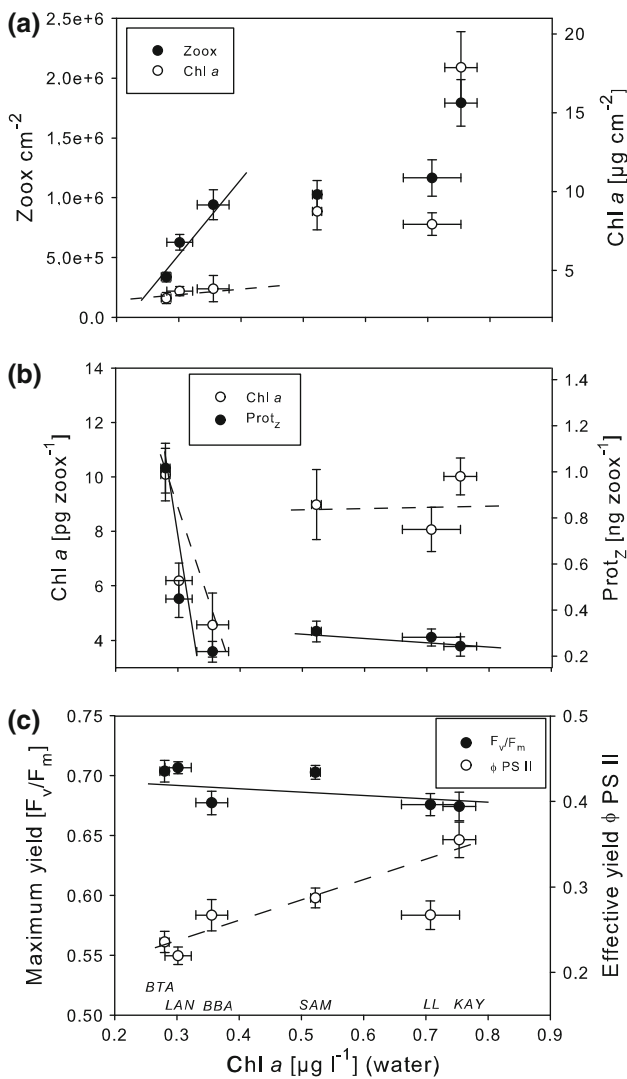 (a)
Zoox
Chl a
2.5e+6
2.0e+6
1.5e+6
1.0e+6
5.0e+5
0.0
Zoox cm-2
20
15
10
5
Chl a [µg cm-2]
(b)
Chl a
ProtZ
14
12
10
8
6
4
Chl a [pg zoox-1]
1.4
1.2
1.0
0.8
0.6
0.4
0.2
ProtZ [ng zoox-1]
(c)
Fv/Fm
ϕ PS II
0.75
0.70
0.65
0.60
0.55
0.50
Maximum yield [Fv/Fm]
0.5
0.4
0.3
0.2
Effective yield ϕ PS II
BTA
LAN
BBA
SAM
LL
KAY
0.2 0.3 0.4 0.5 0.6 0.7 0.8 0.9
Chl a [µg l-1] (water)